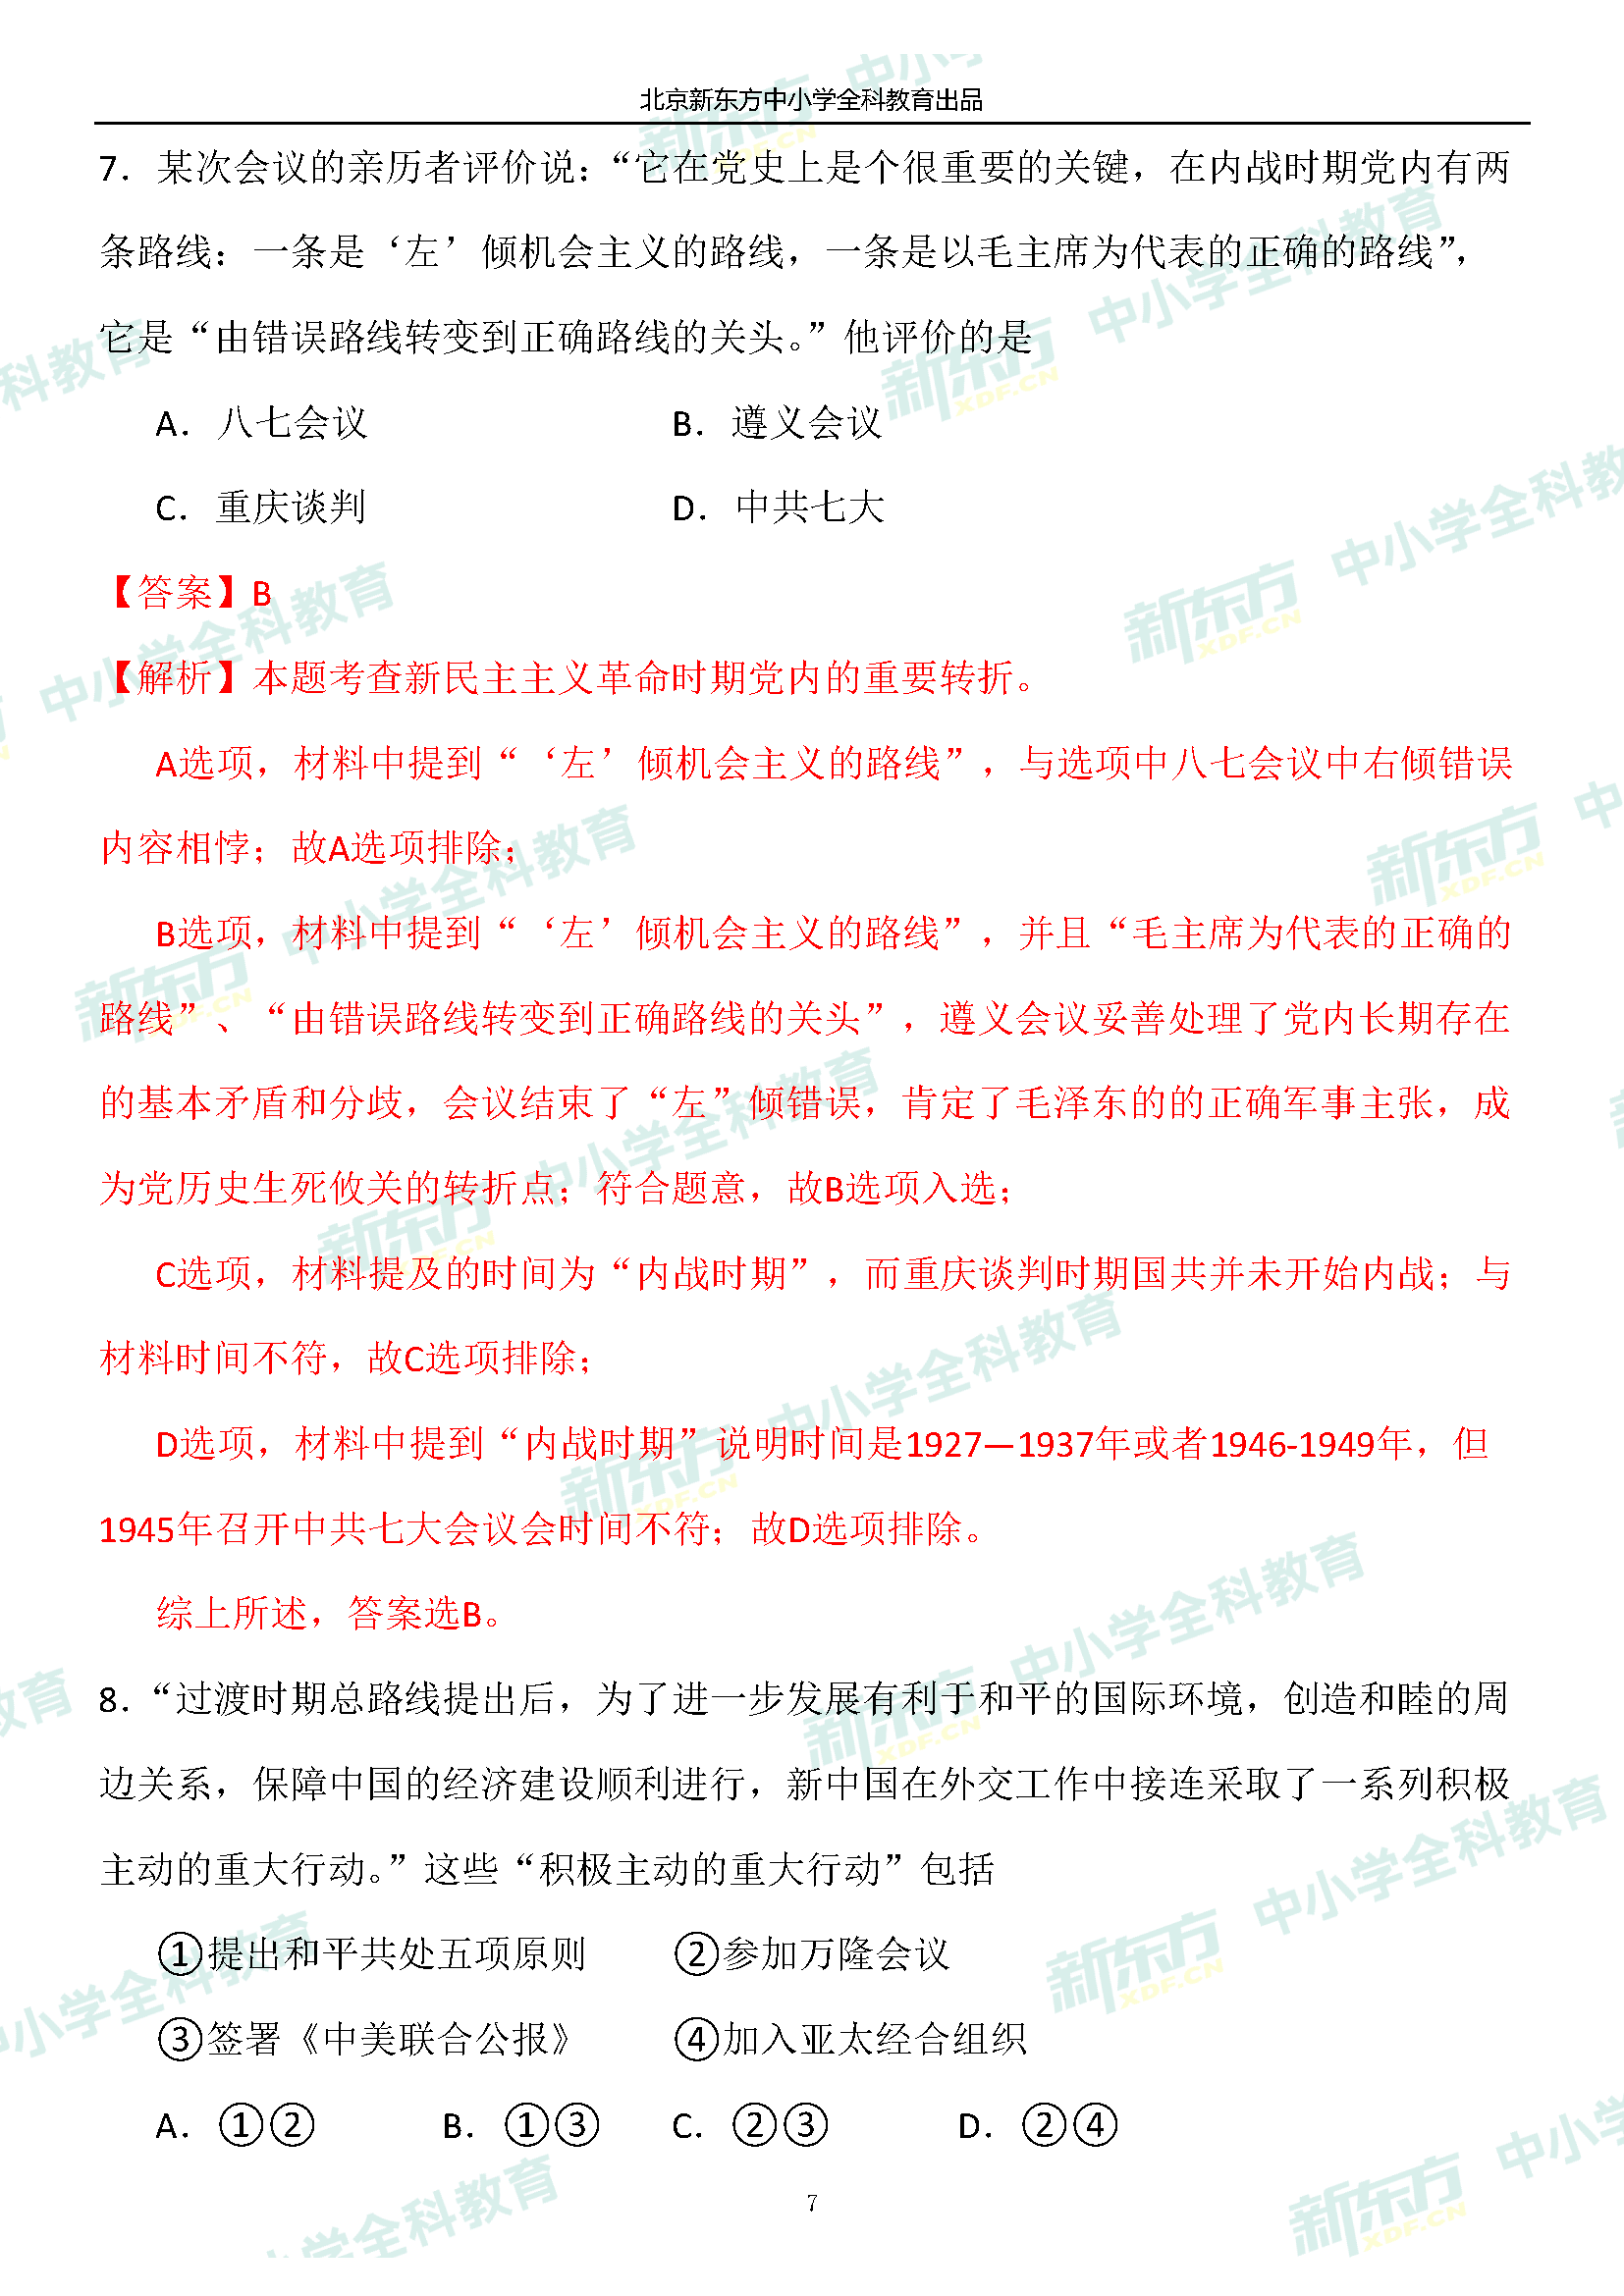 北京新东方中小学全科教育出品
7．某次会议的亲历者评价说：“它在党史上是个很重要的关键，在内战时期党内有两
条路线：一条是‘左’倾机会主义的路线，一条是以毛主席为代表的正确的路线”，
它是“由错误路线转变到正确路线的关头。”他评价的是
A．八七会议 B．遵义会议
C．重庆谈判 D．中共七大
【答案】B
【解析】本题考查新民主主义革命时期党内的重要转折。
A选项，材料中提到“‘左’倾机会主义的路线”，与选项中八七会议中右倾错误
内容相悖；故A选项排除；
B选项，材料中提到“‘左’倾机会主义的路线”，并且“毛主席为代表的正确的
路线”、“由错误路线转变到正确路线的关头”，遵义会议妥善处理了党内长期存在
的基本矛盾和分歧，会议结束了“左”倾错误，肯定了毛泽东的的正确军事主张，成
为党历史生死攸关的转折点；符合题意，故B选项入选；
C选项，材料提及的时间为“内战时期”，而重庆谈判时期国共并未开始内战；与
材料时间不符，故C选项排除；
D选项，材料中提到“内战时期”说明时间是1927—1937年或者1946-1949年，但
1945年召开中共七大会议会时间不符；故D选项排除。
综上所述，答案选B。
8．“过渡时期总路线提出后，为了进一步发展有利于和平的国际环境，创造和睦的周
边关系，保障中国的经济建设顺利进行，新中国在外交工作中接连采取了一系列积极
主动的重大行动。”这些“积极主动的重大行动”包括
①提出和平共处五项原则 ②参加万隆会议
③签署《中美联合公报》 ④加入亚太经合组织
A．①② B．①③ C．②③ D．②④
7
新东方 XDF.CN 中小学全科教育